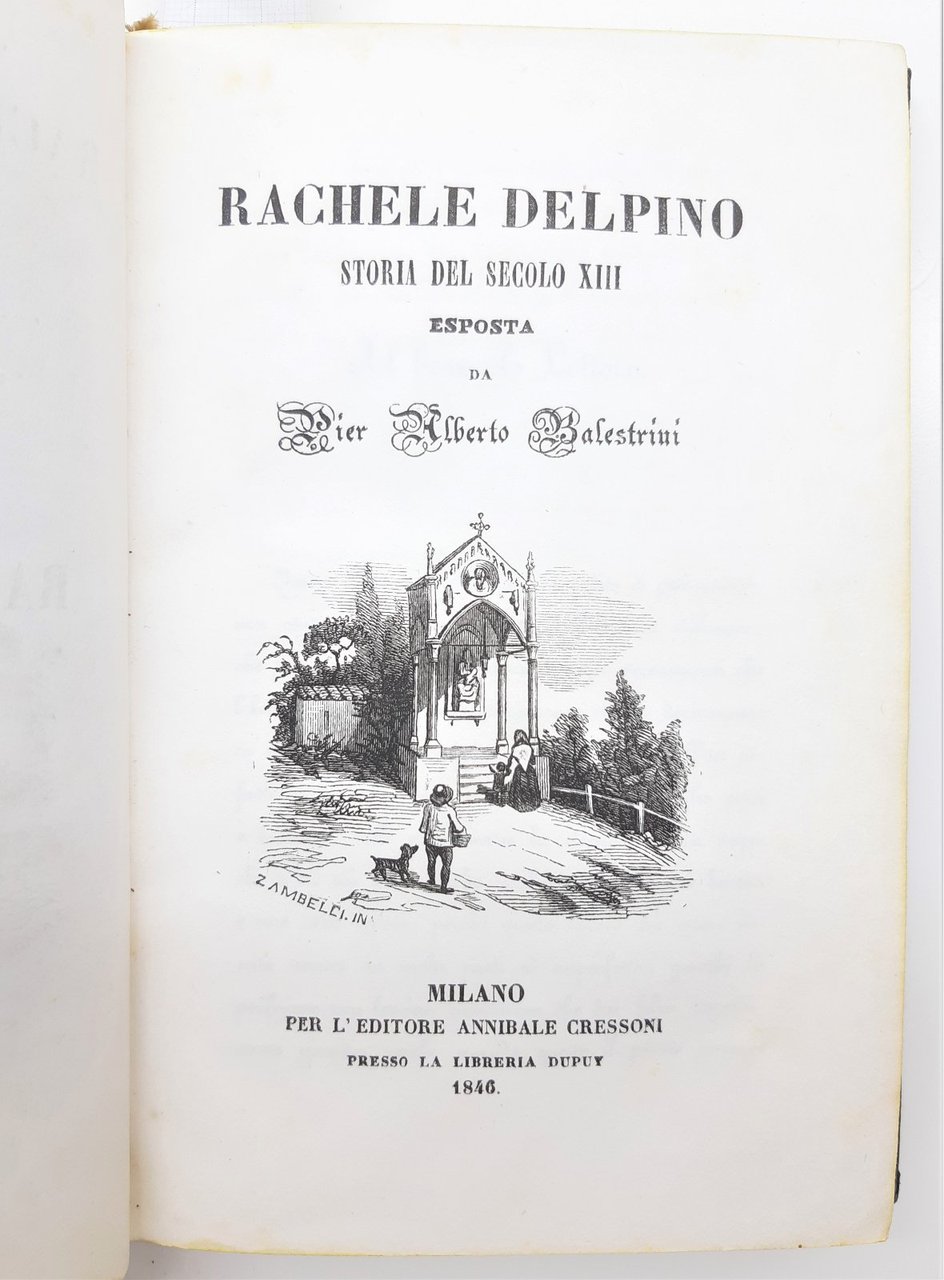 RACHELE DELPINO
STORIA DEL SECOLO XIII
ESPOSTA
DA
Pier Alberto Balestrini
ZAMBELCI. IN
MILANO
PER L'EDITORE ANNIBALE CRESSONI
PRESSO LA LIBRERIA DUPUY
1846.